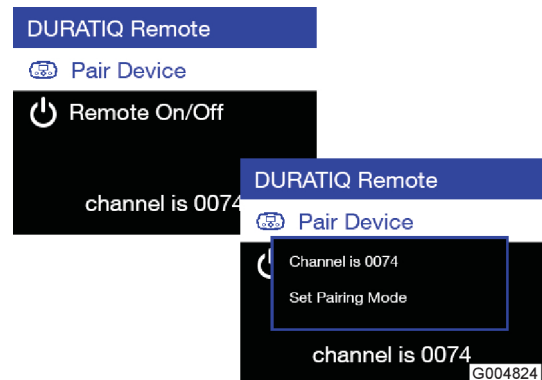 DURATIQ Remote
Pair Device
Remote On/Off
channel is 0074
DURATIQ Remote
Pair Device
Channel is 0074
Set Pairing Mode
channel is 0074
G004824